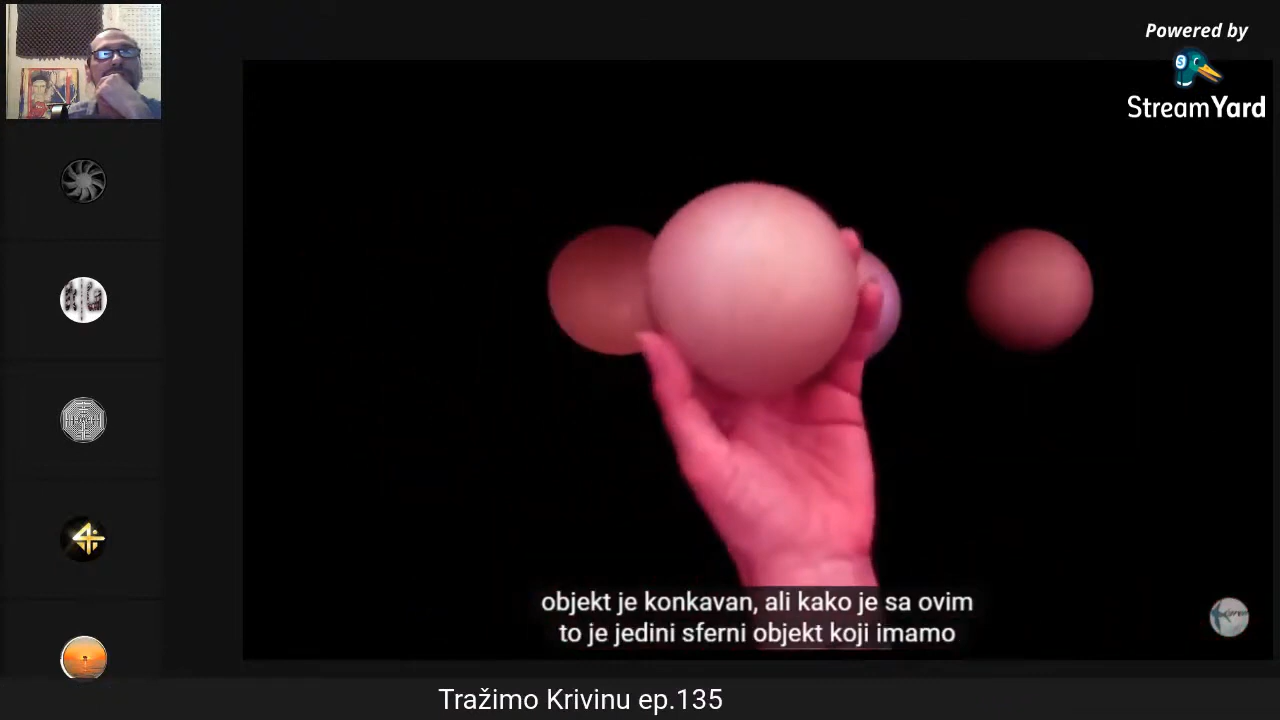 Powered by
StreamYard
objekt je konkavan, ali kako je sa ovim
to je jedini sferni objekt koji imamo
Tražimo Krivinu ep.135